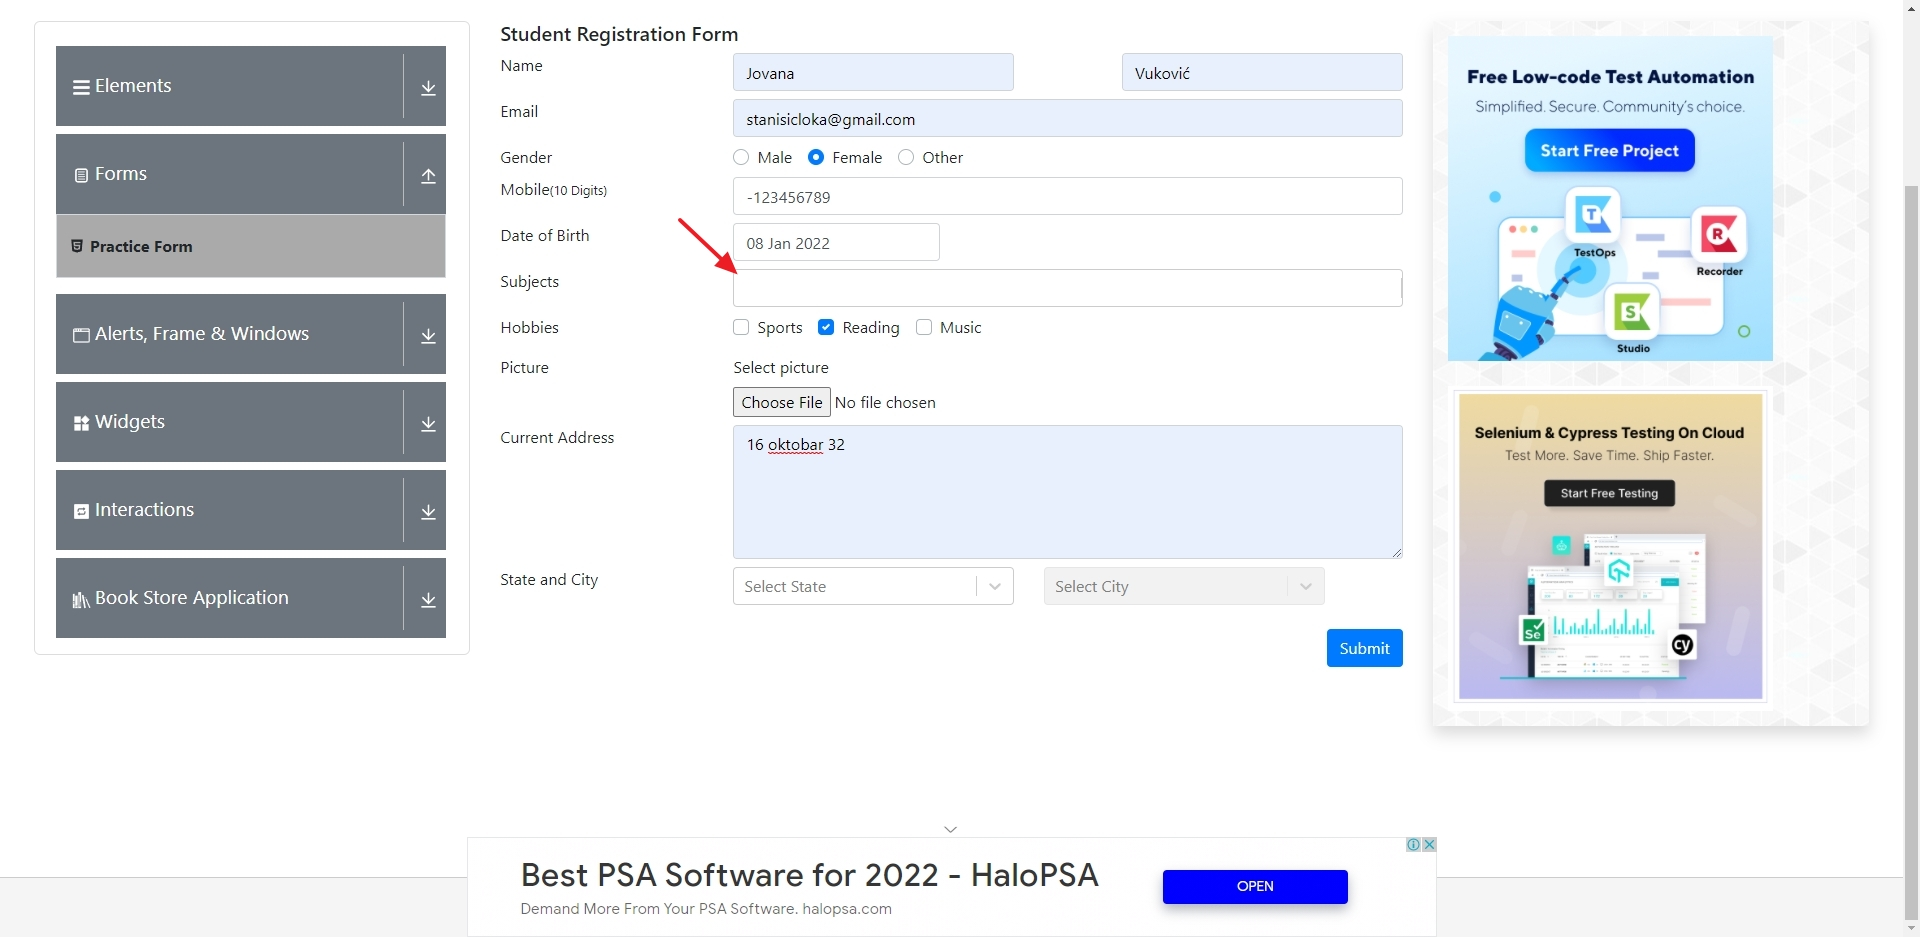 Elements
Forms
Practice Form
Alerts, Frame & Windows
Widgets
Interactions
Book Store Application
Student Registration Form
Name
Jovana
Vuković
Email
stanisicloka@gmail.com
Gender
Male
Female
Other
Mobile(10 Digits)
-123456789
Date of Birth
08 Jan 2022
Subjects
Hobbies
Sports
Reading
Music
Picture
Select picture
Choose File
No file chosen
Current Address
16 oktobar 32
State and City
Select State
Select City
Submit
Free Low-code Test Automation
Simplified. Secure. Community's choice.
Start Free Project
T
TestOps
R
Recorder
S
Studio
Selenium & Cypress Testing On Cloud
Test More. Save Time. Ship Faster.
Start Free Testing
Se
cy
Best PSA Software for 2022 - HaloPSA
Demand More From Your PSA Software. halopsa.com
OPEN